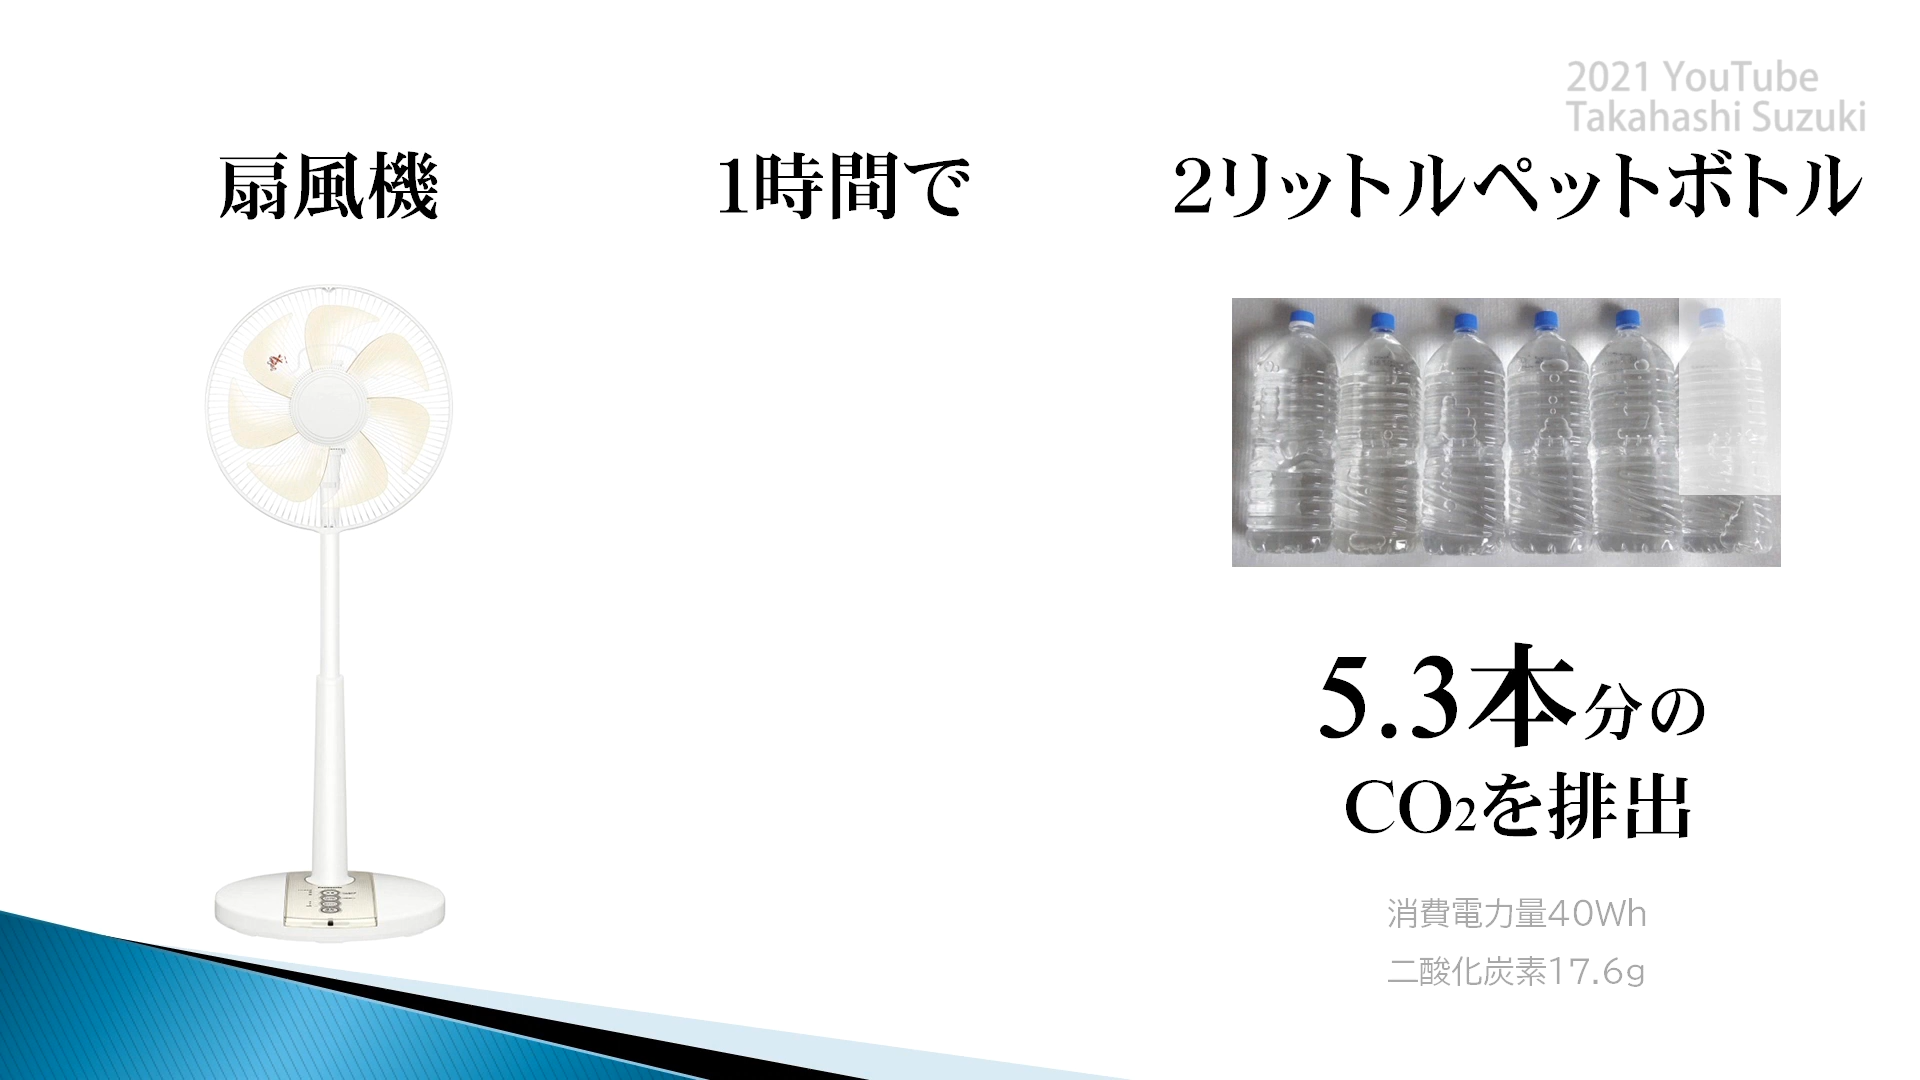 2021 YouTube
Takahashi Suzuki
扇風機
1時間で
2リットルペットボトル
5.3本分の
CO2を排出
消費電力量40Wh
二酸化炭素17.6g